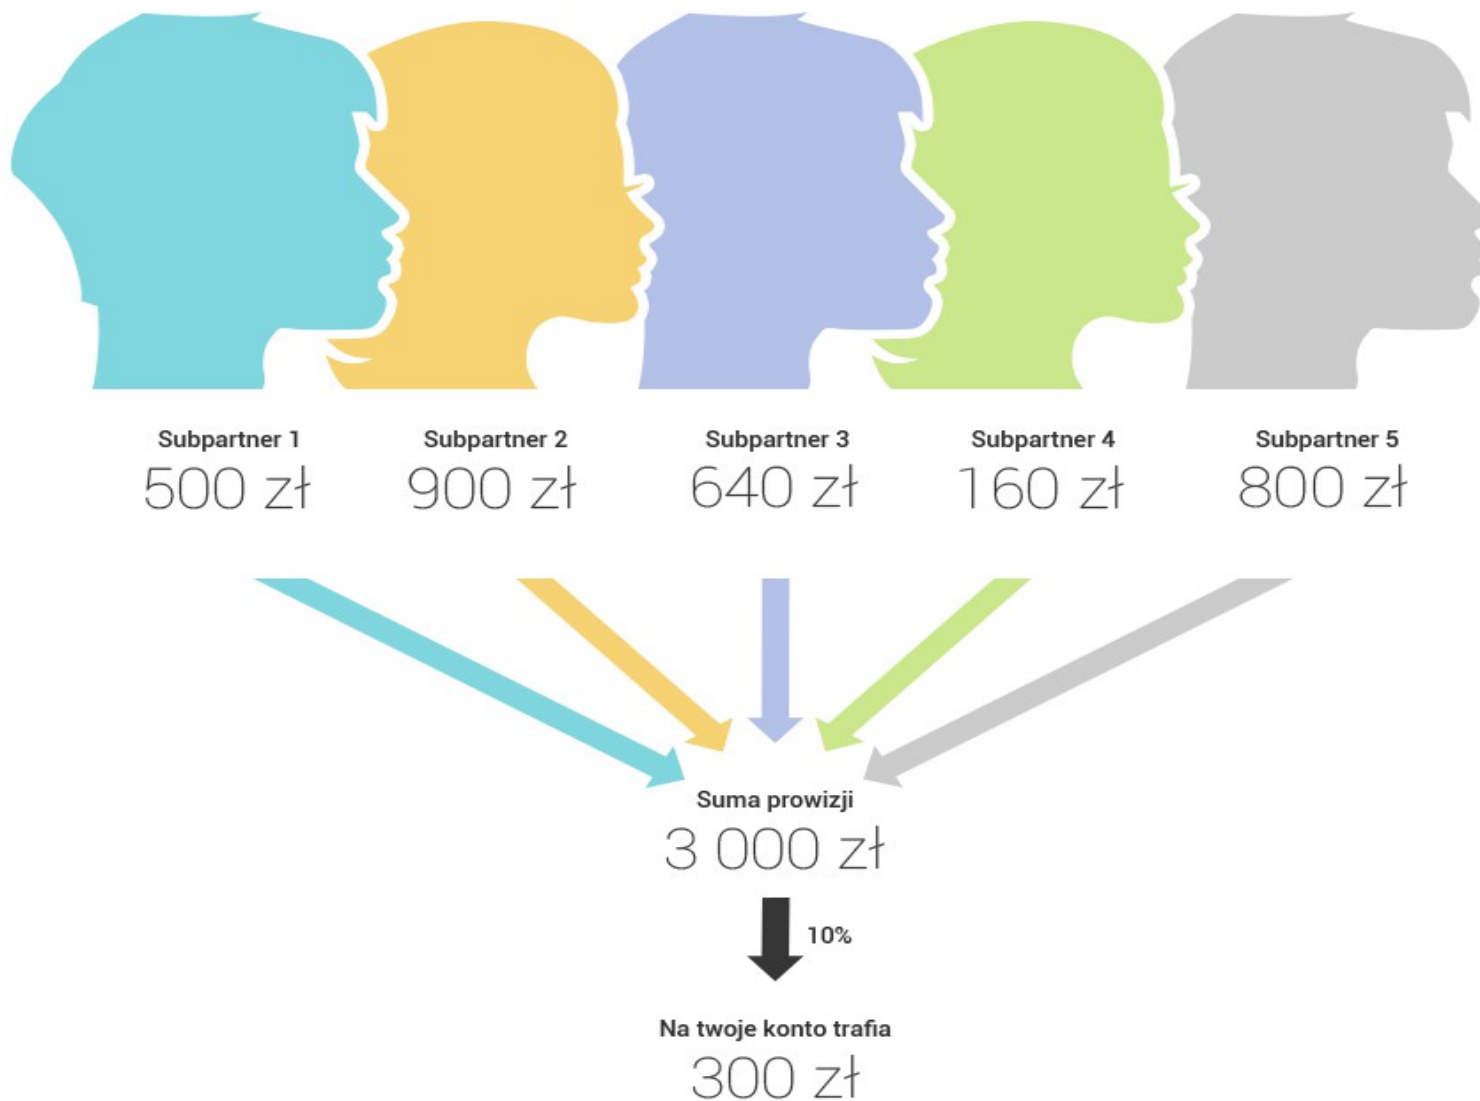 Subpartner 1
500 zł
Subpartner 2
900 zł
Subpartner 3
640 zł
Subpartner 4
160 zł
Subpartner 5
800 zł
Suma prowizji
3 000 zł
10%
Na twoje konto trafia
300 zł